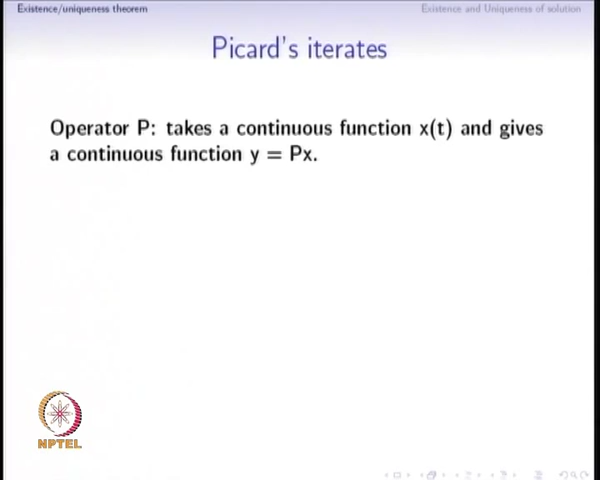 Existence/uniqueness theorem
Existence and Uniqueness of solution
Picard's iterates
Operator P: takes a continuous function x(t) and gives
a continuous function y = Px.
NPTEL